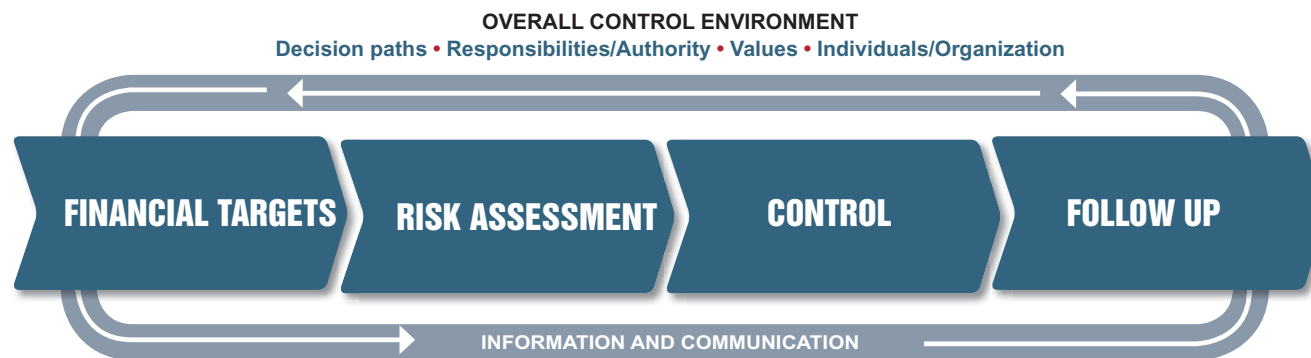 OVERALL CONTROL ENVIRONMENT
Decision paths • Responsibilities/Authority • Values • Individuals/Organization
FINANCIAL TARGETS
RISK ASSESSMENT
CONTROL
FOLLOW UP
INFORMATION AND COMMUNICATION